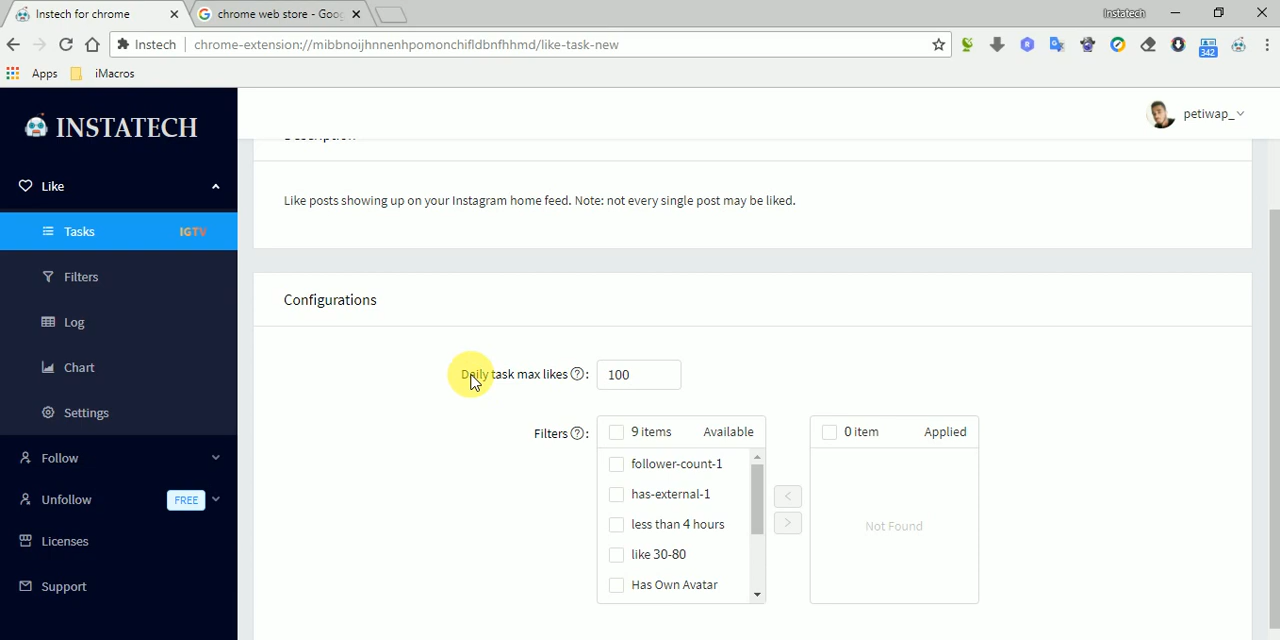 Instech for chrome
chrome web store - Goo
Instatech
Instech
chrome-extension://mibbnoijhnnenhpomonchifldbnfhhmd/like-task-new
342
Apps
iMacros
INSTATECH
petiwap_
Like
Tasks IGTV
Filters
Log
Chart
Settings
Follow
Unfollow FREE
Licenses
Support
Description
Like posts showing up on your Instagram home feed. Note: not every single post may be liked.
Configurations
Daily task max likes ? : 100
Filters ? :
9 items Available
follower-count-1
has-external-1
less than 4 hours
like 30-80
Has Own Avatar
< 
>
0 item Applied
Not Found